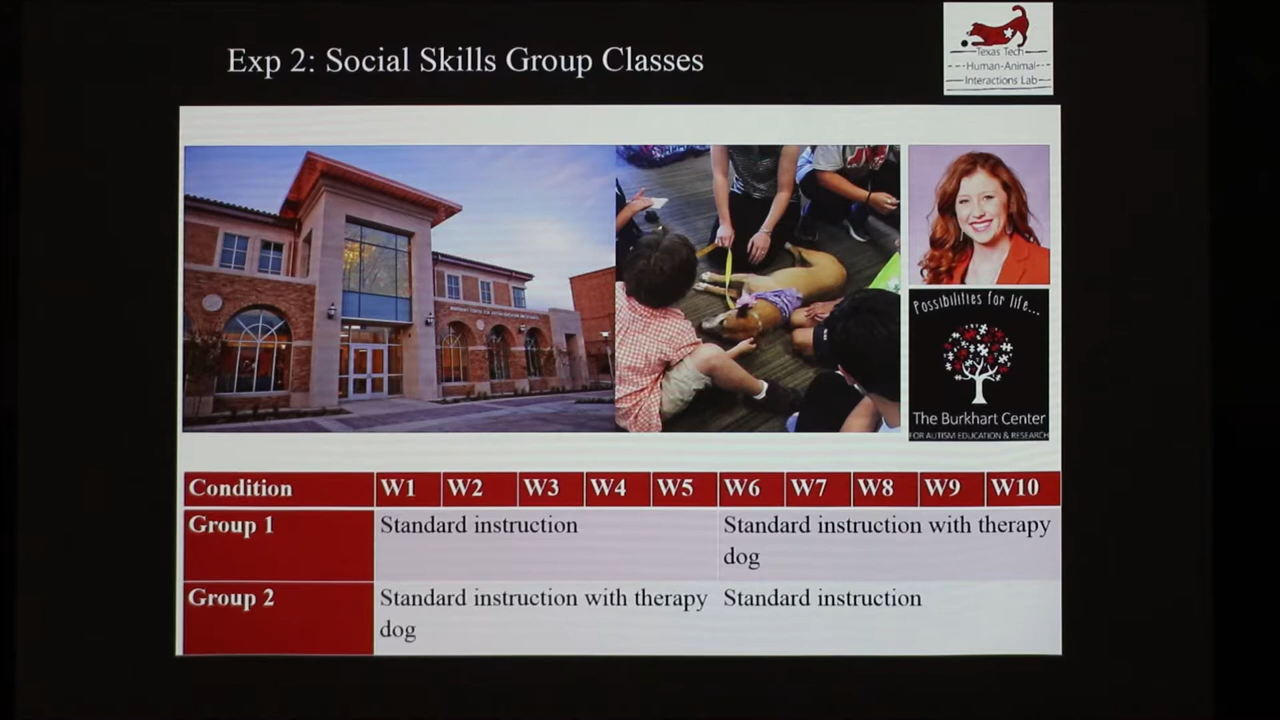 Exp 2: Social Skills Group Classes
Texas Tech
Human-Animal
Interactions Lab
Possibilities for life...
The Burkhart Center
FOR AUTISM EDUCATION & RESEARCH
Condition W1 W2 W3 W4 W5 W6 W7 W8 W9 W10
Group 1 Standard instruction Standard instruction with therapy
dog
Group 2 Standard instruction with therapy Standard instruction
dog